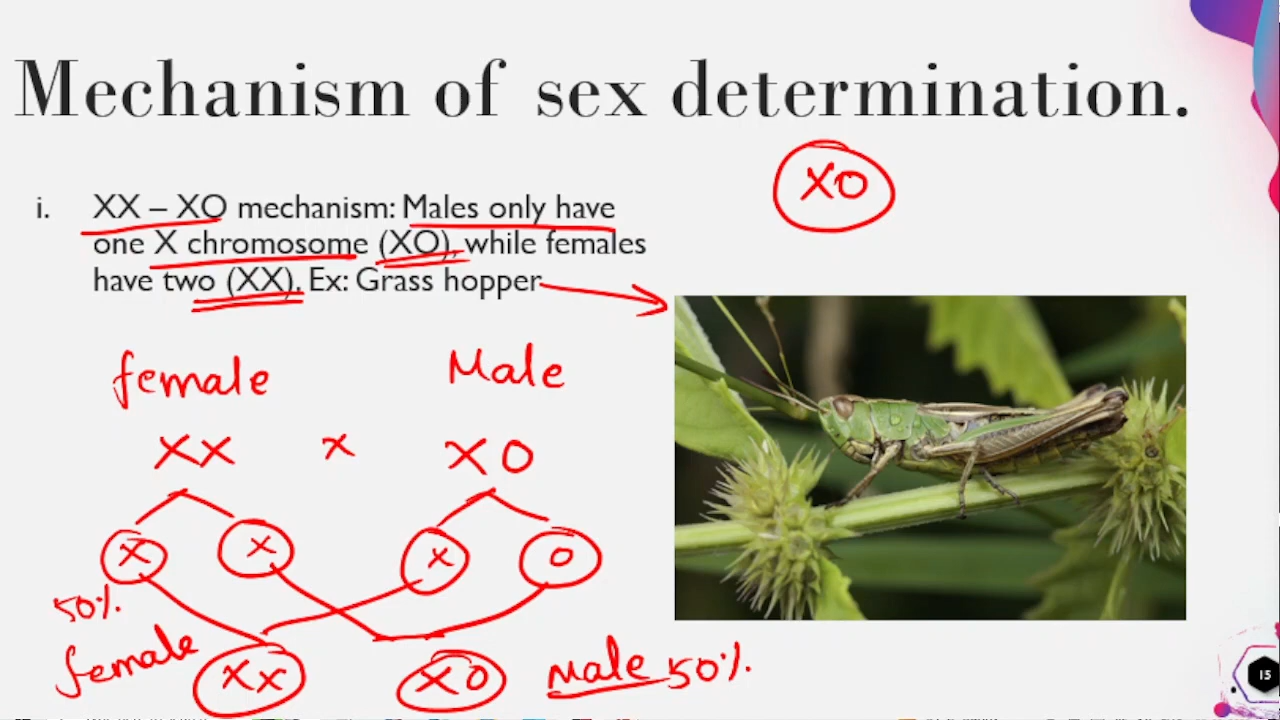 Mechanism of sex determination.
XO
i. XX – XO mechanism: Males only have
one X chromosome (XO), while females
have two (XX). Ex: Grass hopper
female Male
XX x XO
X X X O
50%
female XX XO Male 50%
15